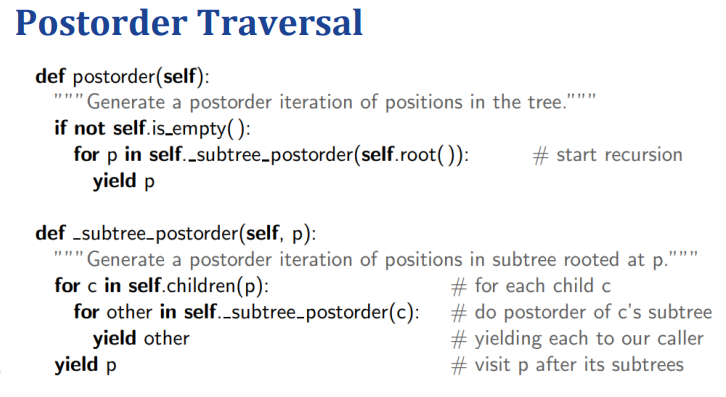 Postorder Traversal
def postorder(self):
"""Generate a postorder iteration of positions in the tree."""
if not self.is_empty():
for p in self._subtree_postorder(self.root()): # start recursion
yield p
def _subtree_postorder(self, p):
"""Generate a postorder iteration of positions in subtree rooted at p."""
for c in self.children(p): # for each child c
for other in self._subtree_postorder(c): # do postorder of c's subtree
yield other # yielding each to our caller
yield p # visit p after its subtrees